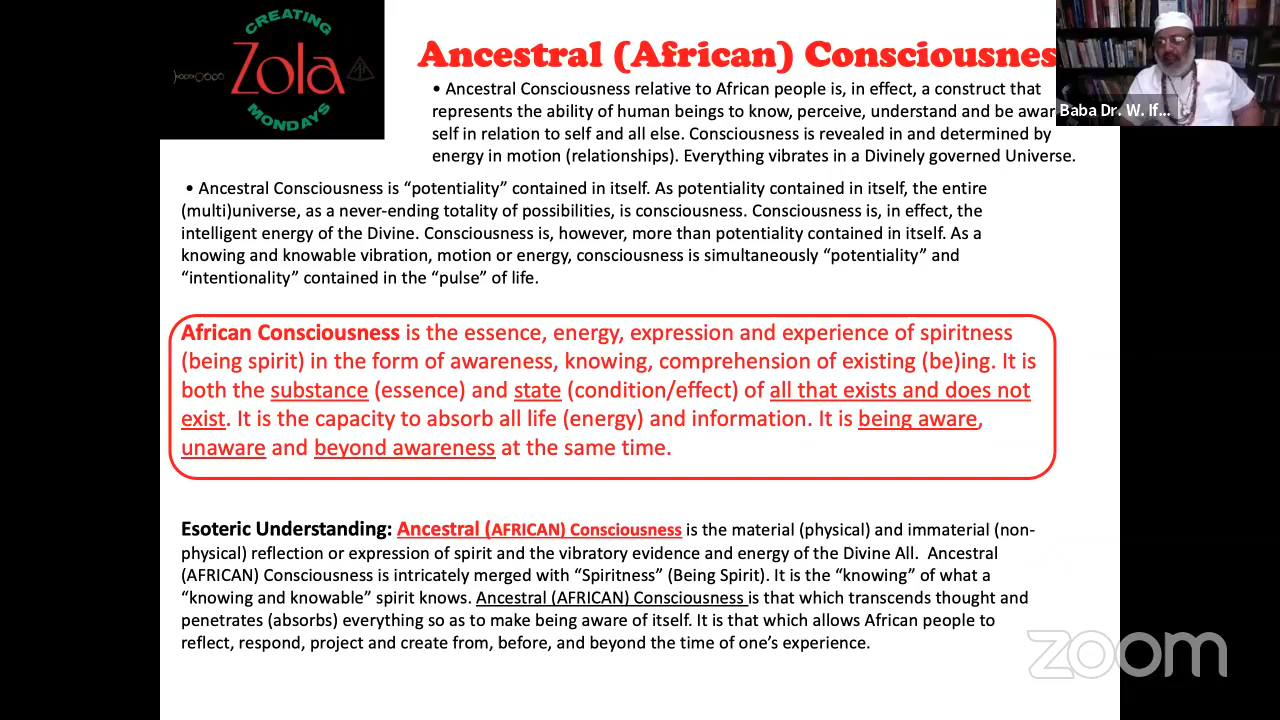 CREATING
Zola
MONDAYS
Ancestral (African) Consciousnes
• Ancestral Consciousness relative to African people is, in effect, a construct that
represents the ability of human beings to know, perceive, understand and be awar
self in relation to self and all else. Consciousness is revealed in and determined by
energy in motion (relationships). Everything vibrates in a Divinely governed Universe.
• Ancestral Consciousness is “potentiality” contained in itself. As potentiality contained in itself, the entire
(multi)universe, as a never-ending totality of possibilities, is consciousness. Consciousness is, in effect, the
intelligent energy of the Divine. Consciousness is, however, more than potentiality contained in itself. As a
knowing and knowable vibration, motion or energy, consciousness is simultaneously “potentiality” and
“intentionality” contained in the “pulse” of life.
African Consciousness is the essence, energy, expression and experience of spiritness
(being spirit) in the form of awareness, knowing, comprehension of existing (be)ing. It is
both the substance (essence) and state (condition/effect) of all that exists and does not
exist. It is the capacity to absorb all life (energy) and information. It is being aware,
unaware and beyond awareness at the same time.
Esoteric Understanding: Ancestral (AFRICAN) Consciousness is the material (physical) and immaterial (non-
physical) reflection or expression of spirit and the vibratory evidence and energy of the Divine All. Ancestral
(AFRICAN) Consciousness is intricately merged with “Spiritness” (Being Spirit). It is the “knowing” of what a
“knowing and knowable” spirit knows. Ancestral (AFRICAN) Consciousness is that which transcends thought and
penetrates (absorbs) everything so as to make being aware of itself. It is that which allows African people to
reflect, respond, project and create from, before, and beyond the time of one’s experience.
Baba Dr. W. If...
zoom